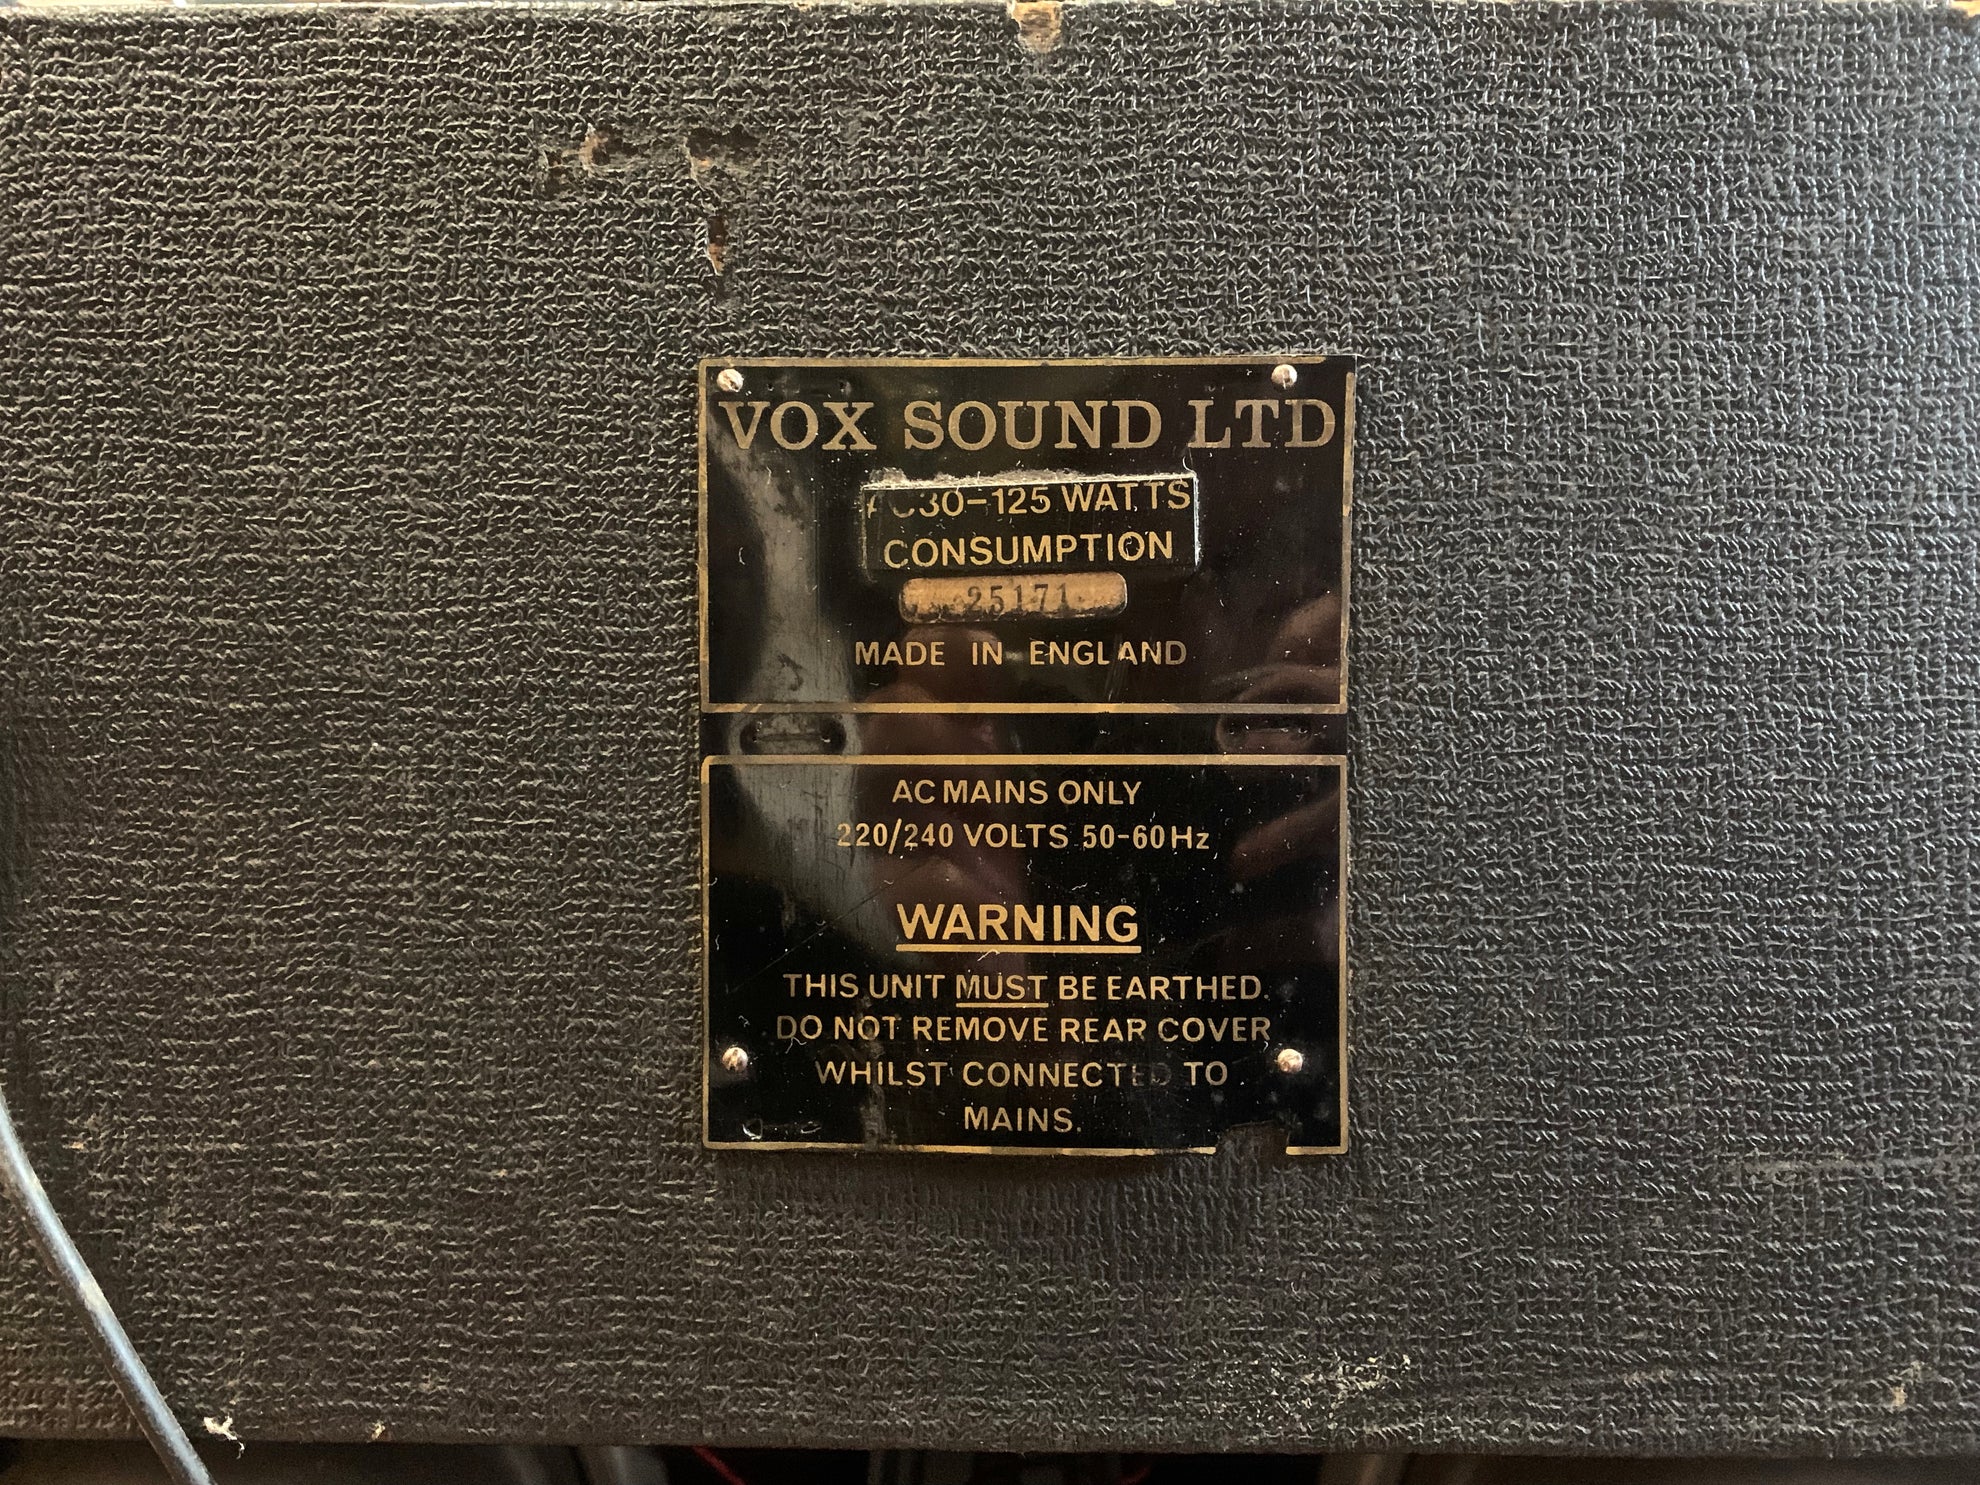 VOX SOUND LTD
AC30-125 WATTS
CONSUMPTION
25171
MADE IN ENGLAND
AC MAINS ONLY
220/240 VOLTS 50-60Hz
WARNING
THIS UNIT MUST BE EARTHED.
DO NOT REMOVE REAR COVER
WHILST CONNECTED TO
MAINS.